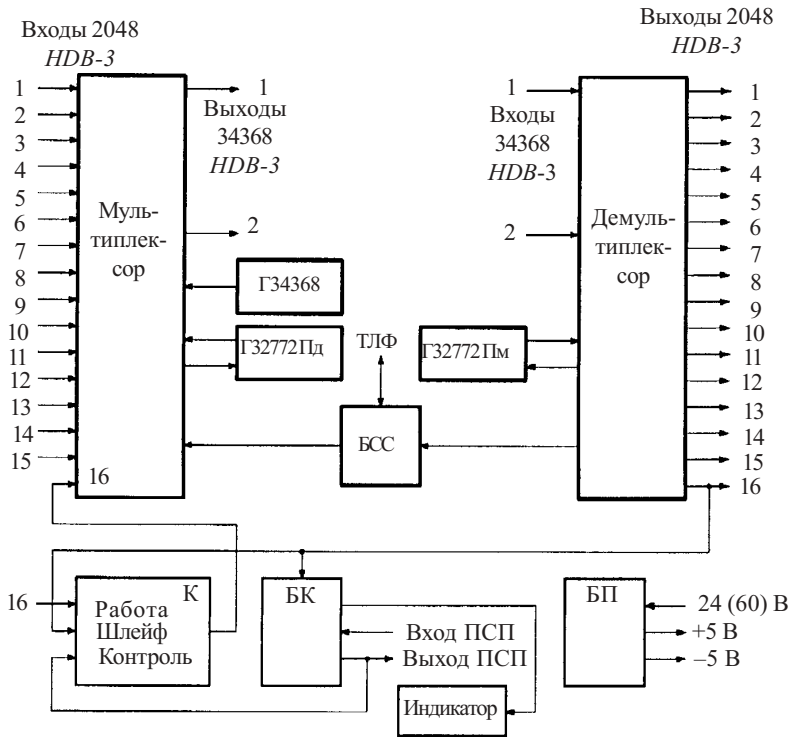 Входы 2048
HDB-3
Выходы 2048
HDB-3
1
2
3
4
5
6
7
8
9
10
11
12
13
14
15
16
Муль-
типлек-
сор
1
Выходы
34368
HDB-3
2
Г34368
Г32772Пд
ТЛФ
БСС
Г32772Пм
1
Входы
34368
HDB-3
2
Демуль-
типлек-
сор
1
2
3
4
5
6
7
8
9
10
11
12
13
14
15
16
16
К
Работа
Шлейф
Контроль
БК
Вход ПСП
Выход ПСП
Индикатор
БП
24 (60) В
+5 В
–5 В